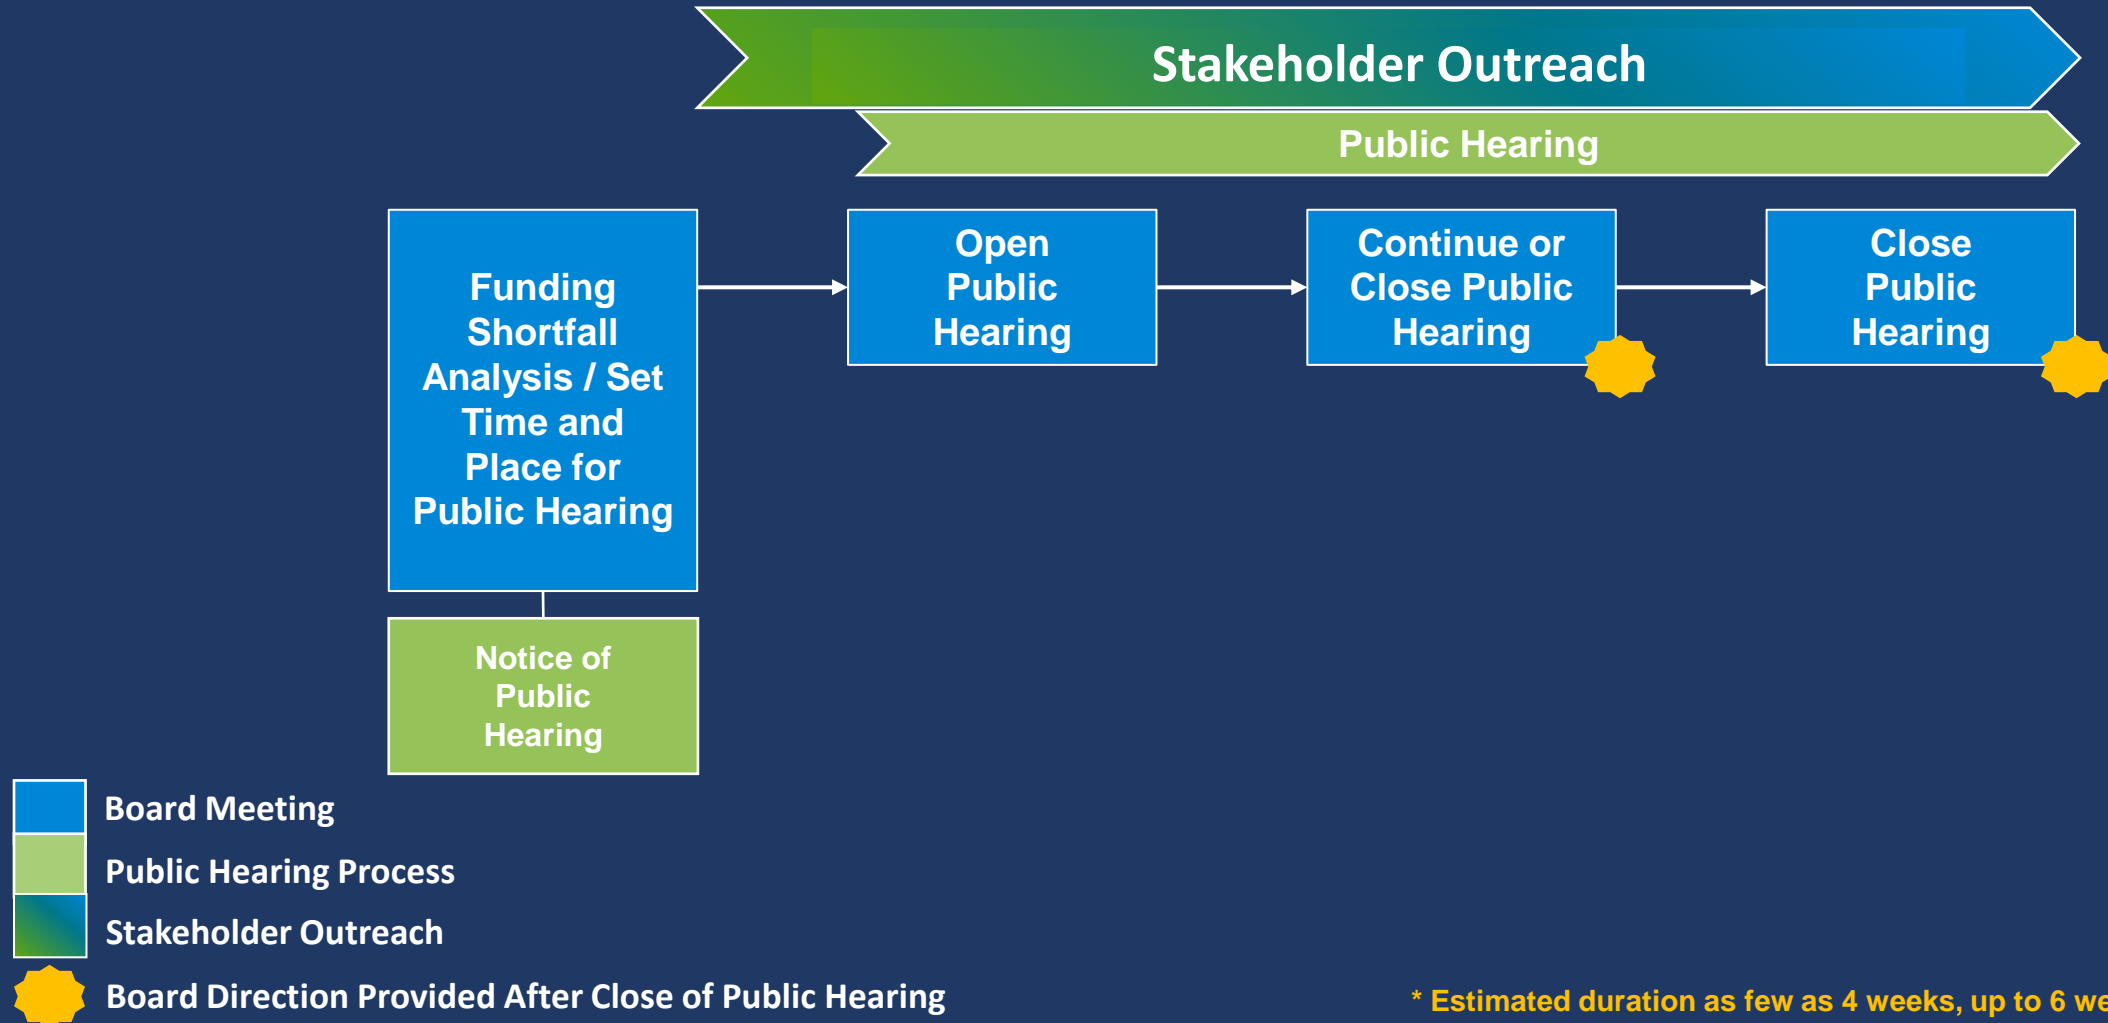 Stakeholder Outreach
Public Hearing
Funding
Shortfall
Analysis / Set
Time and
Place for
Public Hearing
Open
Public
Hearing
Continue or
Close Public
Hearing
Close
Public
Hearing
Notice of
Public
Hearing
Board Meeting
Public Hearing Process
Stakeholder Outreach
Board Direction Provided After Close of Public Hearing
* Estimated duration as few as 4 weeks, up to 6 we